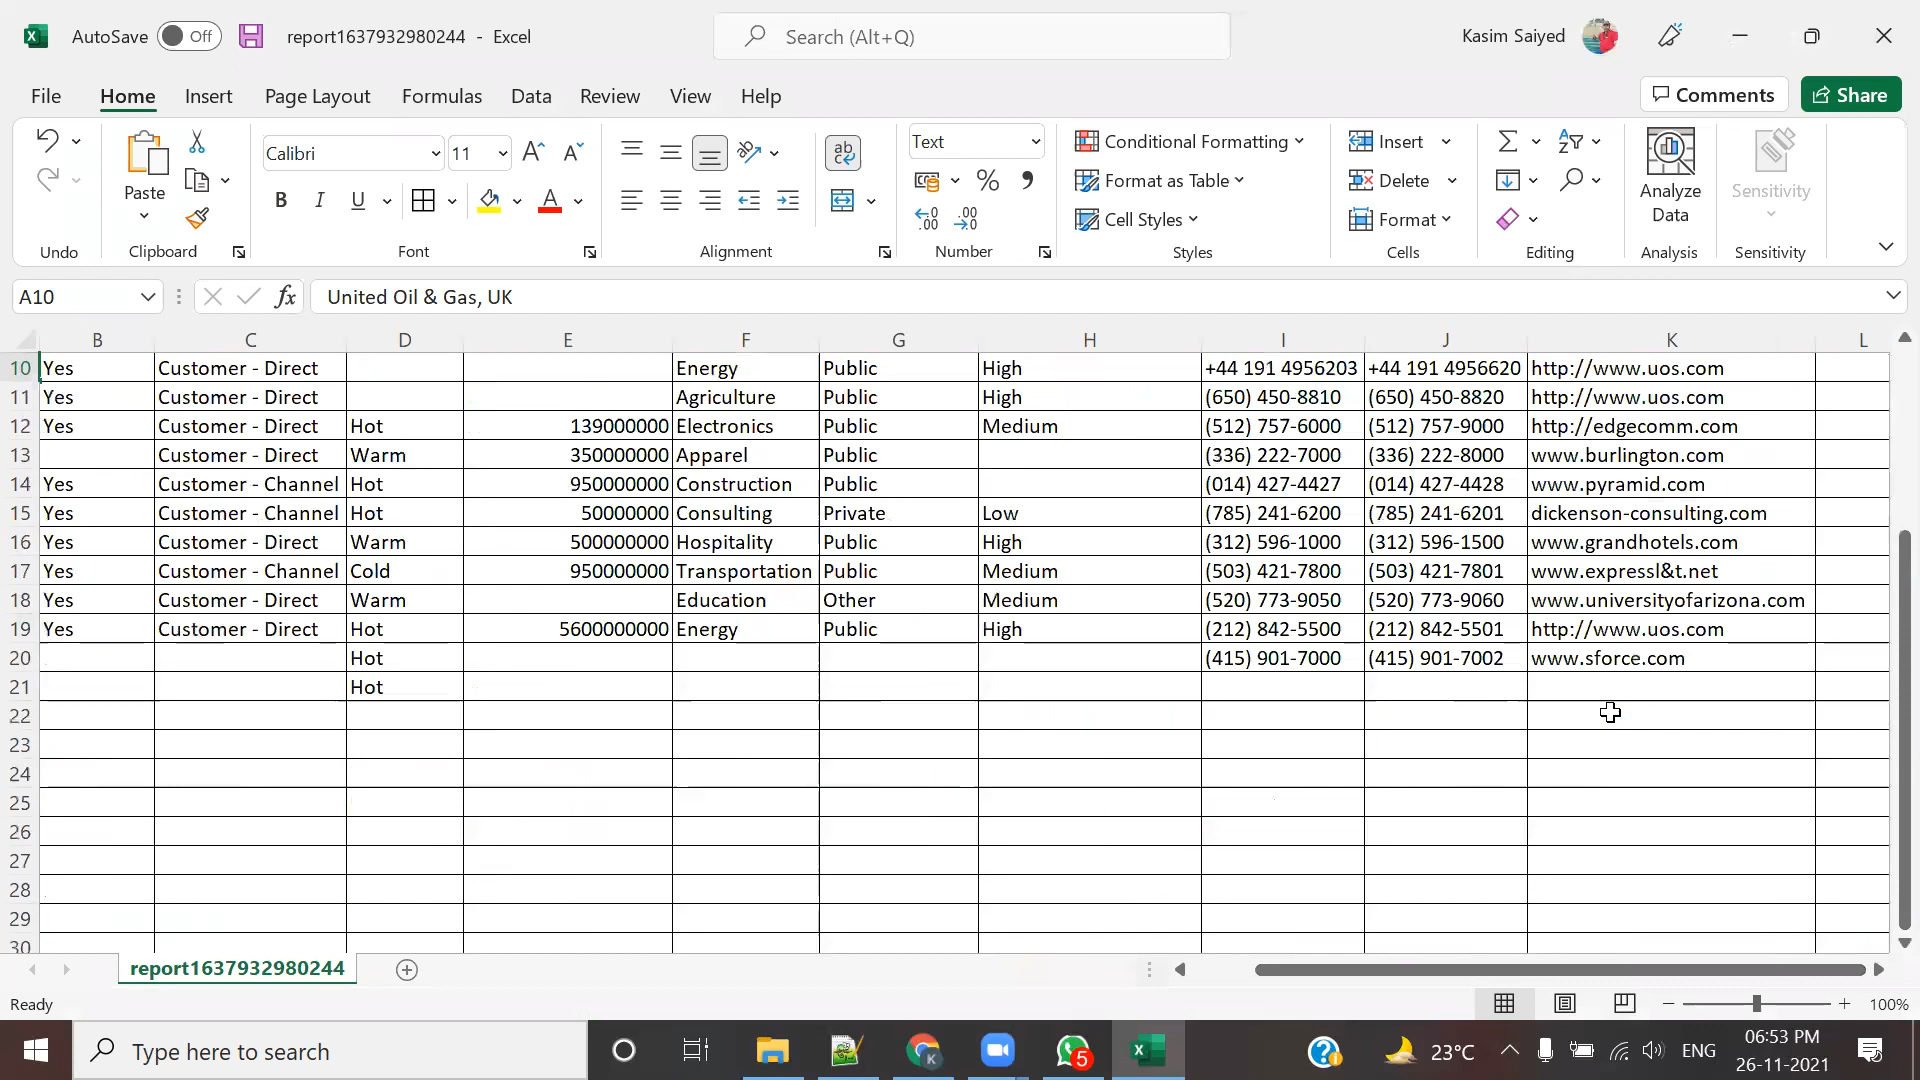 AutoSave Off report1637932980244 - Excel Search (Alt+Q) Kasim Saiyed
File Home Insert Page Layout Formulas Data Review View Help Comments Share
Paste Calibri 11 Text Conditional Formatting Format as Table Cell Styles Insert Delete Format Analyze Data Sensitivity
B I U
Undo Clipboard Font Alignment Number Styles Cells Editing Analysis Sensitivity
A10 fx United Oil & Gas, UK
B C D E F G H I J K L
10 Yes Customer - Direct Energy Public High +44 191 4956203 +44 191 4956620 http://www.uos.com
11 Yes Customer - Direct Agriculture Public High (650) 450-8810 (650) 450-8820 http://www.uos.com
12 Yes Customer - Direct Hot 139000000 Electronics Public Medium (512) 757-6000 (512) 757-9000 http://edgecomm.com
13 Customer - Direct Warm 350000000 Apparel Public (336) 222-7000 (336) 222-8000 www.burlington.com
14 Yes Customer - Channel Hot 950000000 Construction Public (014) 427-4427 (014) 427-4428 www.pyramid.com
15 Yes Customer - Channel Hot 50000000 Consulting Private Low (785) 241-6200 (785) 241-6201 dickenson-consulting.com
16 Yes Customer - Direct Warm 500000000 Hospitality Public High (312) 596-1000 (312) 596-1500 www.grandhotels.com
17 Yes Customer - Channel Cold 950000000 Transportation Public Medium (503) 421-7800 (503) 421-7801 www.expressl&t.net
18 Yes Customer - Direct Warm Education Other Medium (520) 773-9050 (520) 773-9060 www.universityofarizona.com
19 Yes Customer - Direct Hot 5600000000 Energy Public High (212) 842-5500 (212) 842-5501 http://www.uos.com
20 Hot (415) 901-7000 (415) 901-7002 www.sforce.com
21 Hot
22
23
24
25
26
27
28
29
30
report1637932980244
Ready 100%
Type here to search 5 23°C ENG 06:53 PM
26-11-2021